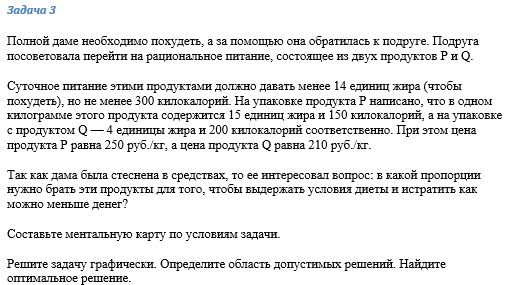 Задача 3
Полной даме необходимо похудеть, а за помощью она обратилась к подруге. Подруга
посоветовала перейти на рациональное питание, состоящее из двух продуктов P и Q.
Суточное питание этими продуктами должно давать менее 14 единиц жира (чтобы
похудеть), но не менее 300 килокалорий. На упаковке продукта P написано, что в одном
килограмме этого продукта содержится 15 единиц жира и 150 килокалорий, а на упаковке
с продуктом Q — 4 единицы жира и 200 килокалорий соответственно. При этом цена
продукта P равна 250 руб./кг, а цена продукта Q равна 210 руб./кг.
Так как дама была стеснена в средствах, то ее интересовал вопрос: в какой пропорции
нужно брать эти продукты для того, чтобы выдержать условия диеты и истратить как
можно меньше денег?
Составьте ментальную карту по условиям задачи.
Решите задачу графически. Определите область допустимых решений. Найдите
оптимальное решение.